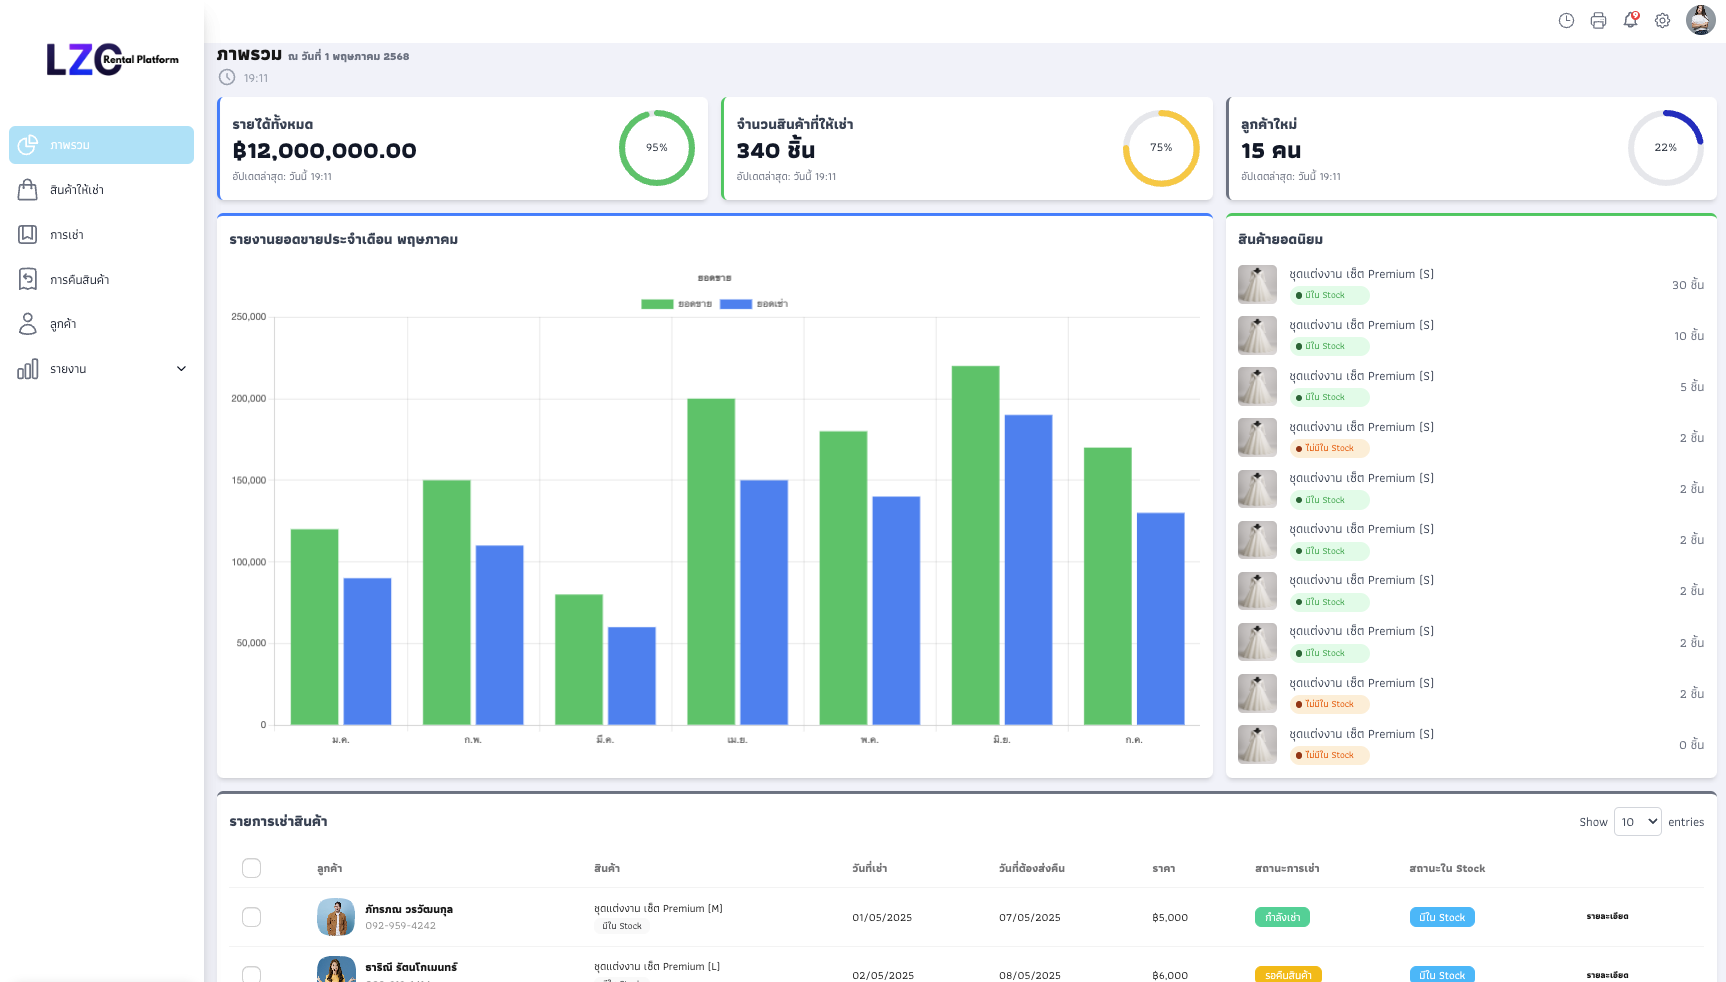 LZC
Rental Platform
ภาพรวม
สินค้าให้เช่า
การเช่า
การคืนสินค้า
ลูกค้า
รายงาน
ภาพรวม ณ วันที่ 1 พฤษภาคม 2568
19:11
รายได้ทั้งหมด
฿12,000,000.00
อัปเดตล่าสุด: วันนี้ 19:11
95%
จำนวนสินค้าที่ให้เช่า
340 ชิ้น
อัปเดตล่าสุด: วันนี้ 19:11
75%
ลูกค้าใหม่
15 คน
อัปเดตล่าสุด: วันนี้ 19:11
22%
รายงานยอดขายประจำเดือน พฤษภาคม
ยอดขาย
ยอดขาย ยอดเช่า
250,000
200,000
150,000
100,000
50,000
0
ม.ค. ก.พ. มี.ค. เม.ย. พ.ค. มิ.ย. ก.ค.
สินค้ายอดนิยม
ชุดแต่งงาน เซ็ต Premium (S)
มีใน Stock
30 ชิ้น
ชุดแต่งงาน เซ็ต Premium (S)
มีใน Stock
10 ชิ้น
ชุดแต่งงาน เซ็ต Premium (S)
มีใน Stock
5 ชิ้น
ชุดแต่งงาน เซ็ต Premium (S)
ไม่มีใน Stock
2 ชิ้น
ชุดแต่งงาน เซ็ต Premium (S)
มีใน Stock
2 ชิ้น
ชุดแต่งงาน เซ็ต Premium (S)
มีใน Stock
2 ชิ้น
ชุดแต่งงาน เซ็ต Premium (S)
มีใน Stock
2 ชิ้น
ชุดแต่งงาน เซ็ต Premium (S)
มีใน Stock
2 ชิ้น
ชุดแต่งงาน เซ็ต Premium (S)
ไม่มีใน Stock
2 ชิ้น
ชุดแต่งงาน เซ็ต Premium (S)
ไม่มีใน Stock
0 ชิ้น
รายการเช่าสินค้า
Show 10 entries
ลูกค้า สินค้า วันที่เช่า วันที่ต้องส่งคืน ราคา สถานะการเช่า สถานะใน Stock
ภัทรภณ วรวัฒนกุล
092-959-4242
ชุดแต่งงาน เซ็ต Premium (M)
มีใน Stock
01/05/2025 07/05/2025 ฿5,000 กำลังเช่า มีใน Stock รายละเอียด
ธาริณี รัตนโกเมนทร์
ชุดแต่งงาน เซ็ต Premium (L)
02/05/2025 08/05/2025 ฿6,000 รอคืนสินค้า มีใน Stock รายละเอียด